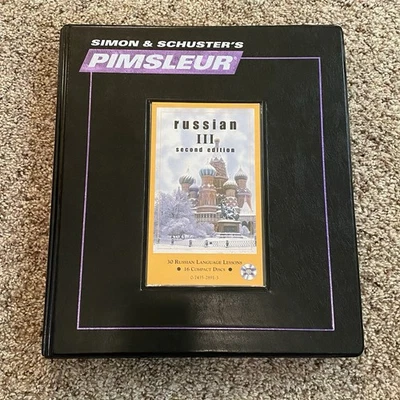 SIMON & SCHUSTER'S
PIMSLEUR®
russian
III
second edition
30 RUSSIAN LANGUAGE LESSONS
• 16 COMPACT DISCS •